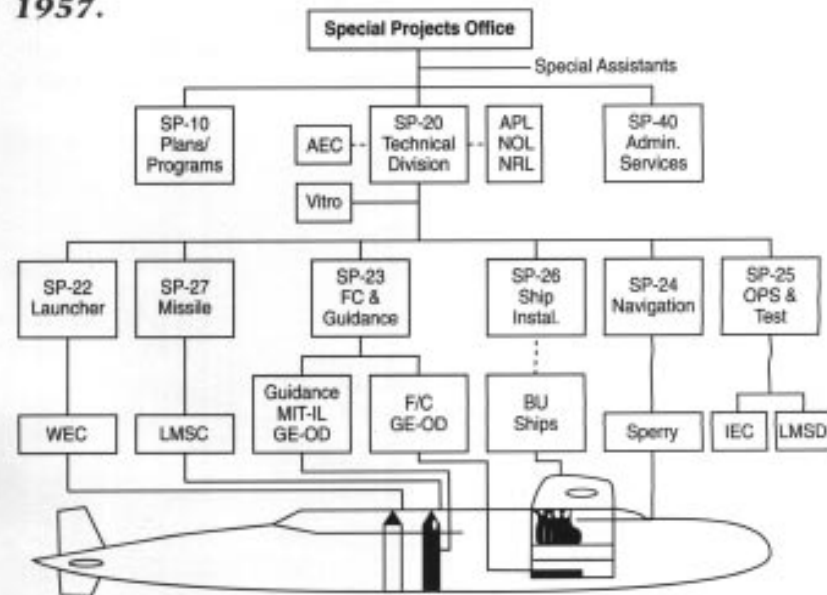 1957.
Special Projects Office
Special Assistants
SP-10
Plans/
Programs
AEC
SP-20
Technical
Division
APL
NOL
NRL
SP-40
Admin.
Services
Vitro
SP-22
Launcher
SP-27
Missile
SP-23
FC &
Guidance
SP-26
Ship
Instal.
SP-24
Navigation
SP-25
OPS &
Test
WEC
LMSC
Guidance
MIT-IL
GE-OD
F/C
GE-OD
BU
Ships
Sperry
IEC
LMSD